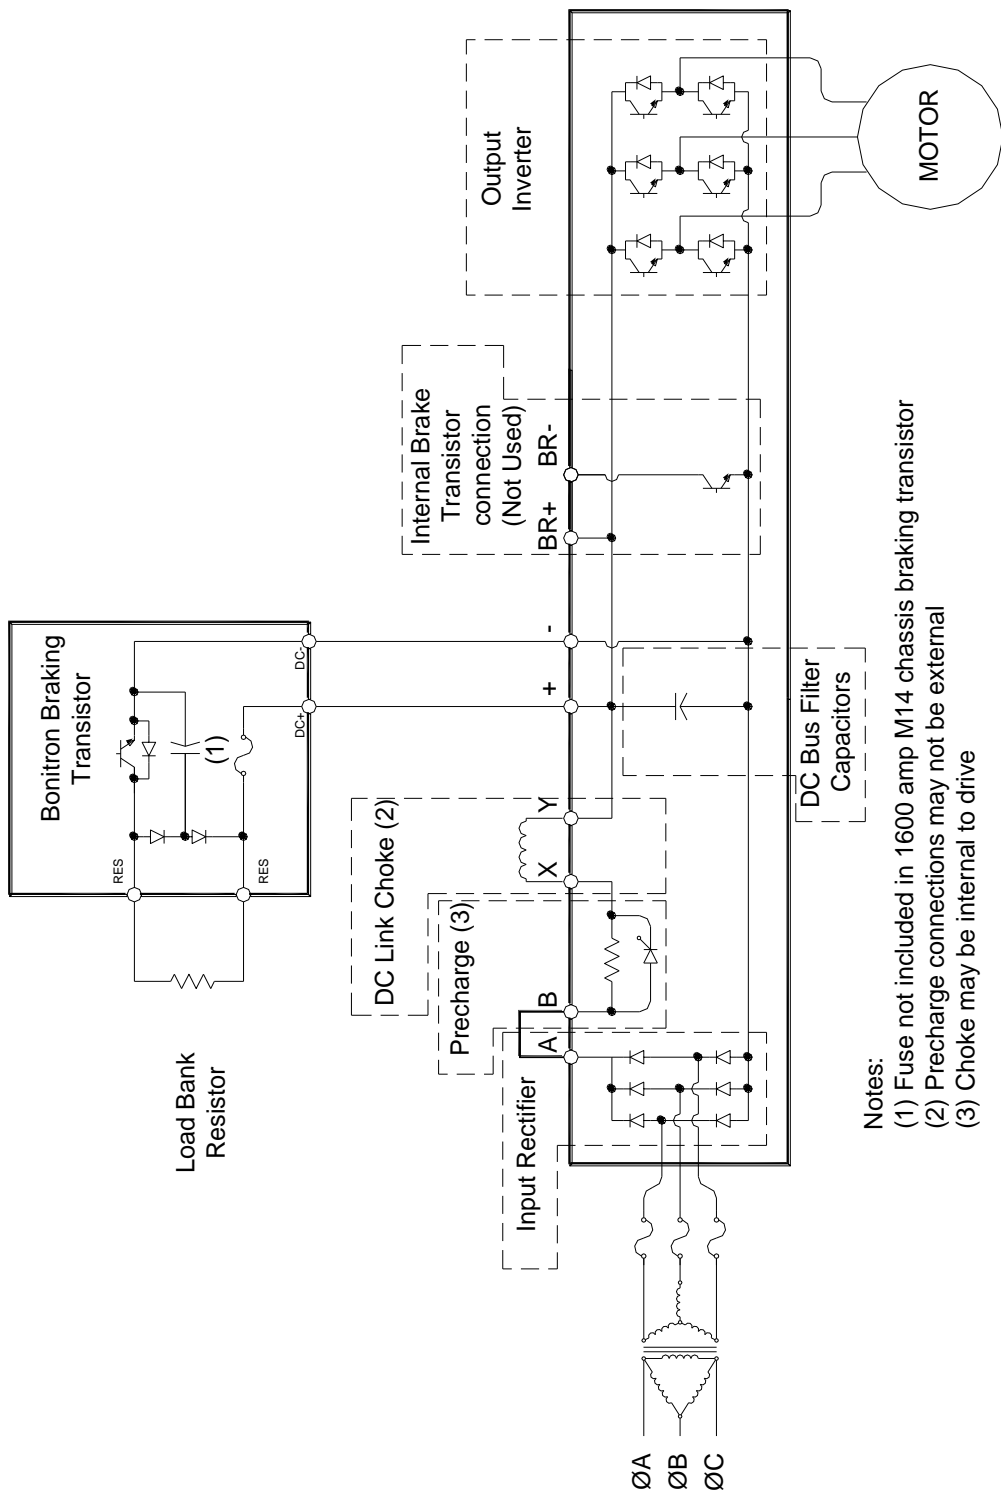 Bonitron Braking
Transistor
(1)
RES
RES
DC-
DC+
Load Bank
Resistor
DC Link Choke (2)
Precharge (3)
Input Rectifier
A
B
X
Y
+
-
Internal Brake
Transistor
connection
(Not Used)
BR+
BR-
Output
Inverter
DC Bus Filter
Capacitors
MOTOR
ØA
ØB
ØC
Notes:
(1) Fuse not included in 1600 amp M14 chassis braking transistor
(2) Precharge connections may not be external
(3) Choke may be internal to drive